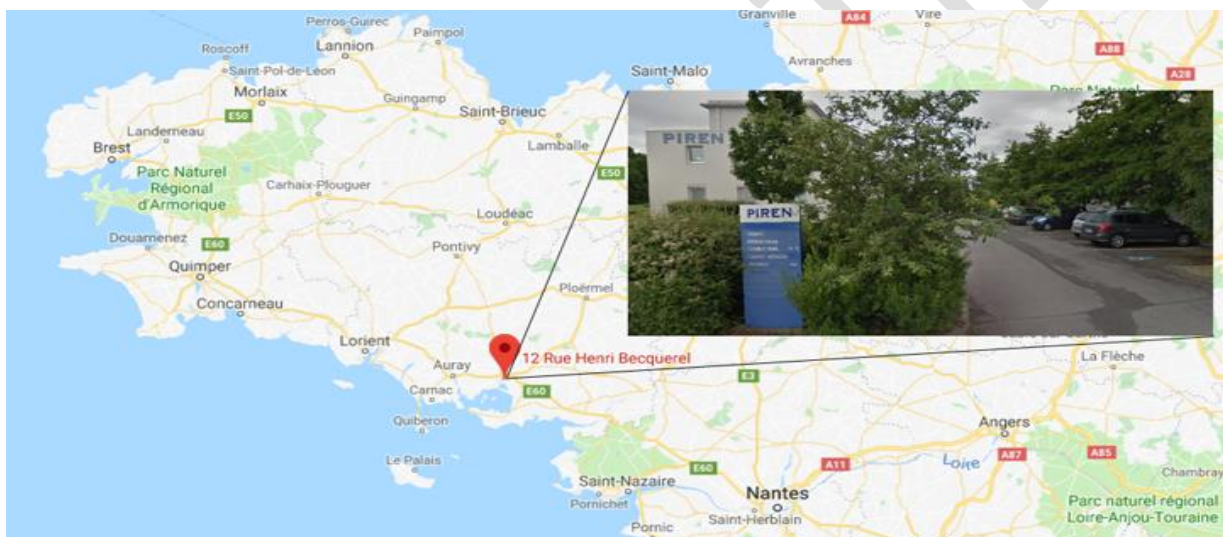 Granville
A84
Vire
Perros-Guirec
Paimpol
Lannion
A88
Roscoff
Avranches
Saint-Pol-de-Léon
Saint-Malo
A28
Morlaix
Guingamp
Parc Naturel
E50
Saint-Brieuc
Landerneau
Lamballe
Brest
PIREN
Parc Naturel
Régional
d'Armorique
E50
Carhaix-Plouguer
Loudéac
PIREN
Douarnenez
E60
Pontivy
Quimper
Ploërmel
Concarneau
Lorient
12 Rue Henri Becquerel
La Flèche
Auray
E3
Carnac
E60
Quiberon
Angers
Le Palais
E60
A11
Loire
A87
A85
Chambray
Saint-Nazaire
Nantes
Pornichet
Saint-Herblain
Parc naturel régional
Loire-Anjou-Touraine
Pornic